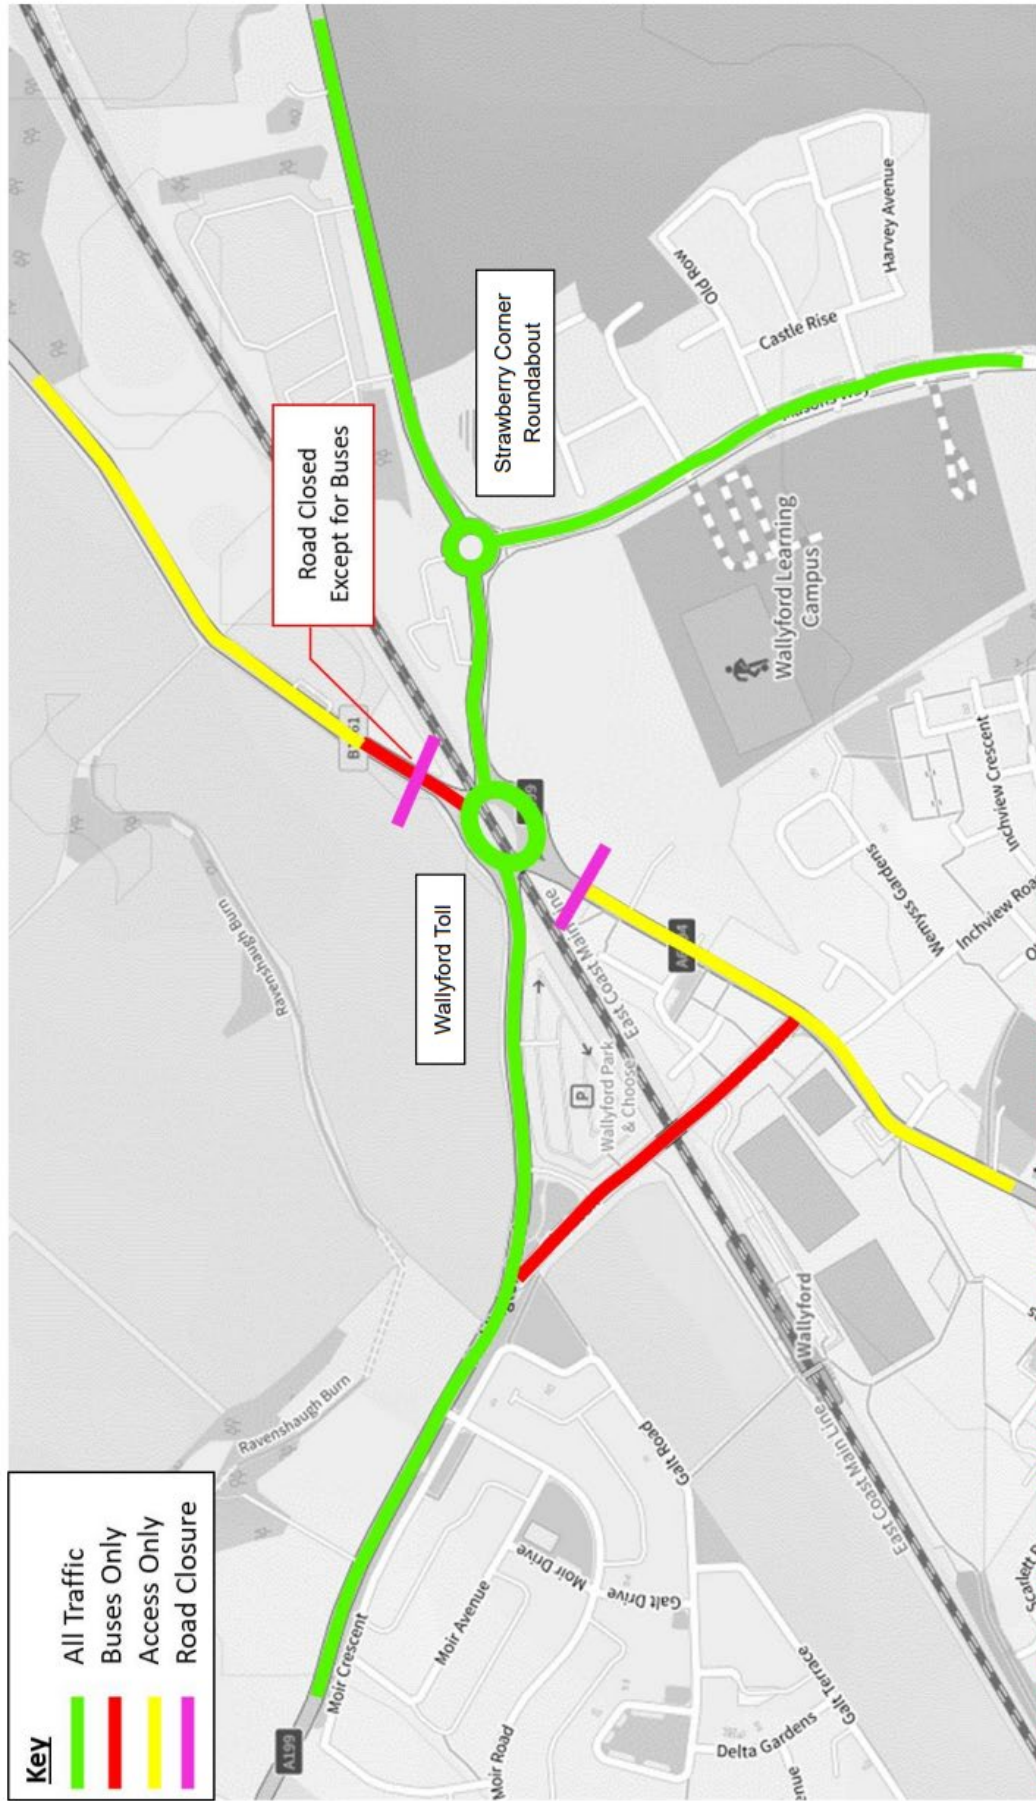 Key
All Traffic
Buses Only
Access Only
Road Closure
Road Closed
Except for Buses
Wallyford Toll
Strawberry Corner
Roundabout
A199
Moir Crescent
Moir Avenue
Moir Drive
Moir Road
Galt Drive
Galt Road
Galt Terrace
Delta Gardens
Ravenshaugh Burn
Ravenshaugh Burn
P
Wallyford Park
& Choose
East Coast Main Line
East Coast Main Line
Wallyford
Wemyss Gardens
Inchview Crescent
Inchview Road
Wallyford Learning
Campus
Old Row
Castle Rise
Harvey Avenue